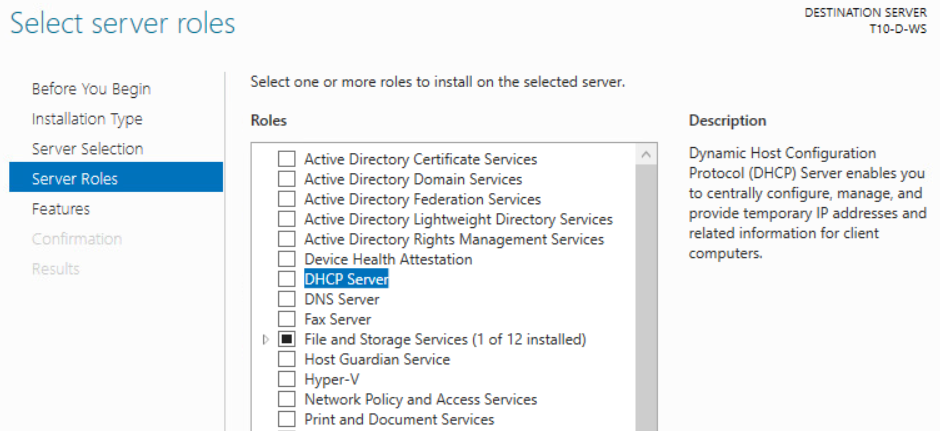 Select server roles
DESTINATION SERVER
T10-D-WS
Before You Begin
Installation Type
Server Selection
Server Roles
Features
Confirmation
Results
Select one or more roles to install on the selected server.
Roles
Active Directory Certificate Services
Active Directory Domain Services
Active Directory Federation Services
Active Directory Lightweight Directory Services
Active Directory Rights Management Services
Device Health Attestation
DHCP Server
DNS Server
Fax Server
File and Storage Services (1 of 12 installed)
Host Guardian Service
Hyper-V
Network Policy and Access Services
Print and Document Services
Description
Dynamic Host Configuration
Protocol (DHCP) Server enables you
to centrally configure, manage, and
provide temporary IP addresses and
related information for client
computers.